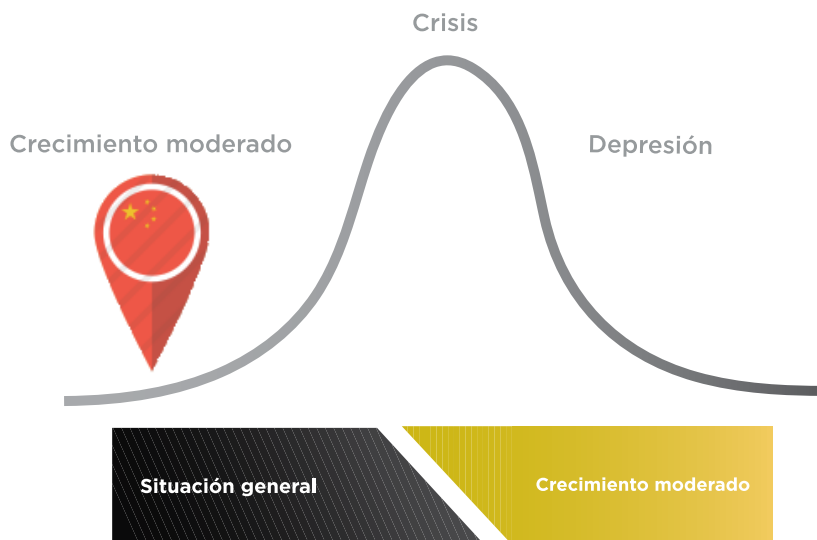 Crisis
Crecimiento moderado
Depresión
Situación general
Crecimiento moderado